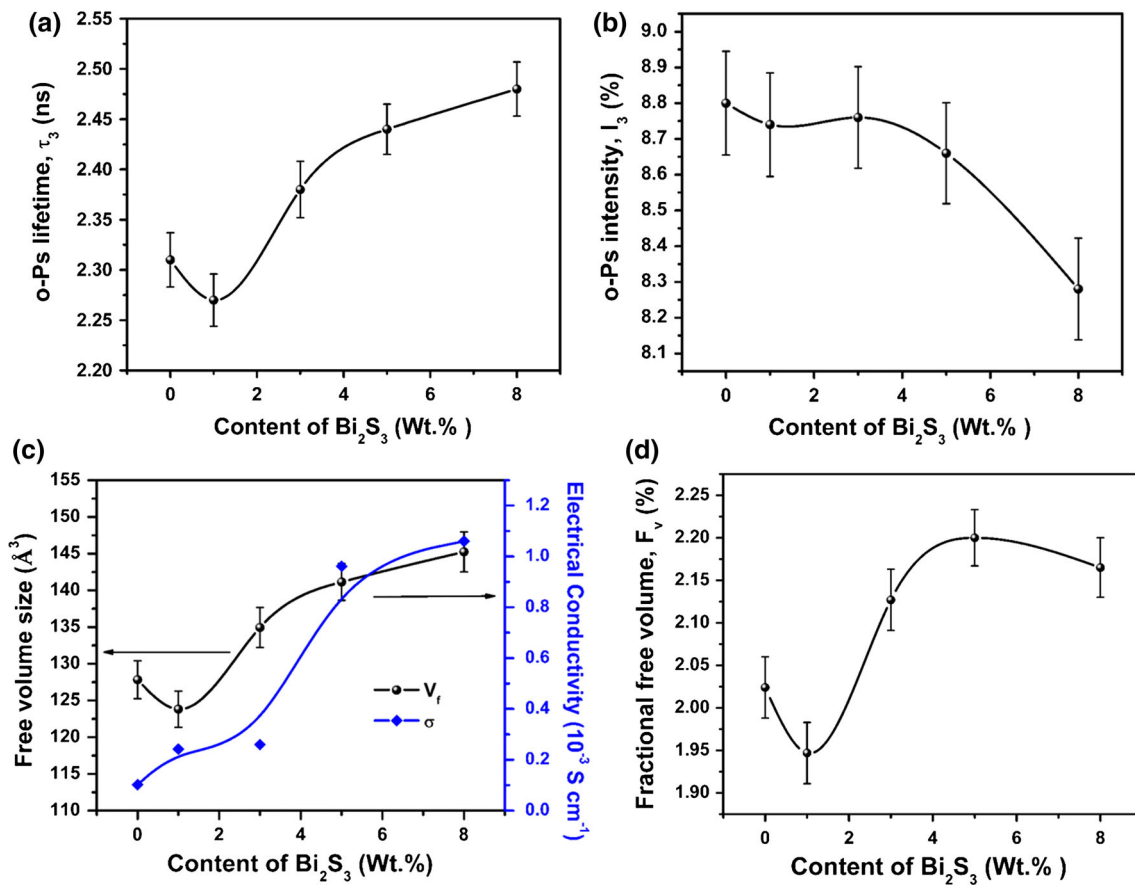 (a)
2.55
2.50
2.45
2.40
2.35
2.30
2.25
2.20
o-Ps lifetime, τ₃ (ns)
0 2 4 6 8
Content of Bi₂S₃ (Wt.% )
(b)
9.0
8.9
8.8
8.7
8.6
8.5
8.4
8.3
8.2
8.1
o-Ps intensity, I₃ (%)
0 2 4 6 8
Content of Bi₂S₃ (Wt.% )
(c)
155
150
145
140
135
130
125
120
115
110
Free volume size (Å³)
V_f
σ
1.2
1.0
0.8
0.6
0.4
0.2
0.0
Electrical Conductivity (10⁻³ S cm⁻¹)
0 2 4 6 8
Content of Bi₂S₃ (Wt.%)
(d)
2.25
2.20
2.15
2.10
2.05
2.00
1.95
1.90
Fractional free volume, Fᵥ (%)
0 2 4 6 8
Content of Bi₂S₃ (Wt.% )